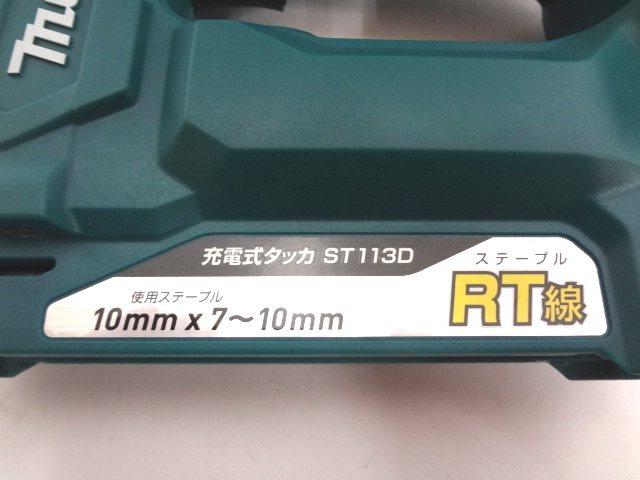 充電式タッカ ST113D
ステープル
RT線
使用ステープル
10mm x 7～10mm